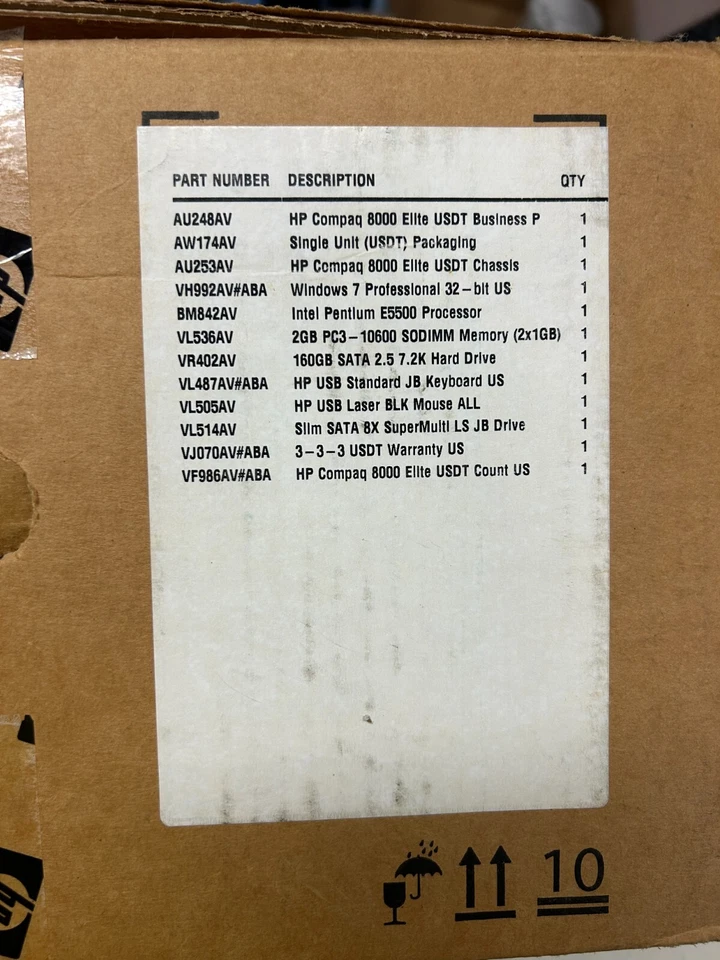 PART NUMBER DESCRIPTION QTY
AU248AV HP Compaq 8000 Elite USDT Business P 1
AW174AV Single Unit (USDT) Packaging 1
AU253AV HP Compaq 8000 Elite USDT Chassis 1
VH992AV#ABA Windows 7 Professional 32-bit US 1
BM842AV Intel Pentium E5500 Processor 1
VL536AV 2GB PC3-10600 SODIMM Memory (2x1GB) 1
VR402AV 160GB SATA 2.5 7.2K Hard Drive 1
VL487AV#ABA HP USB Standard JB Keyboard US 1
VL505AV HP USB Laser BLK Mouse ALL 1
VL514AV Slim SATA 8X SuperMulti LS JB Drive 1
VJ070AV#ABA 3-3-3 USDT Warranty US 1
VF986AV#ABA HP Compaq 8000 Elite USDT Count US 1
10